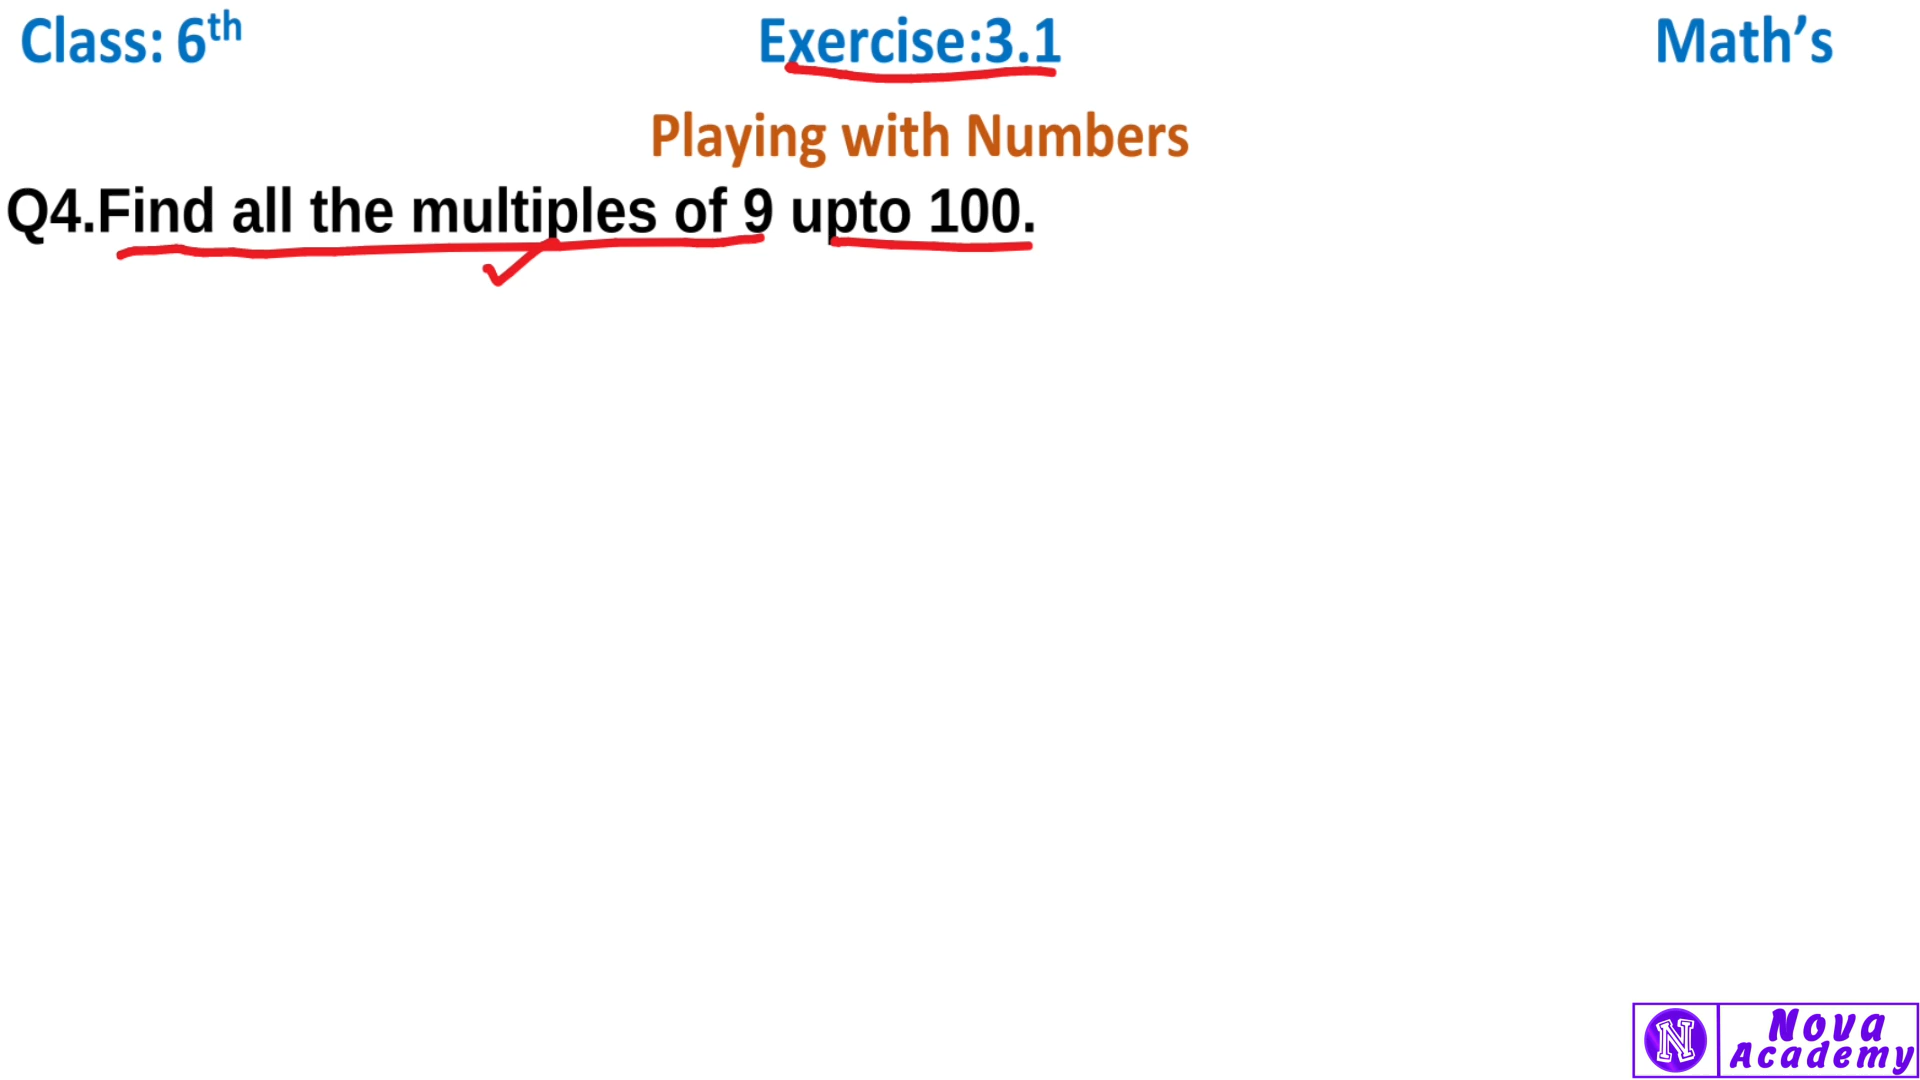 Class: 6th
Exercise:3.1
Math’s
Playing with Numbers
Q4.Find all the multiples of 9 upto 100.
N
Nova
Academy